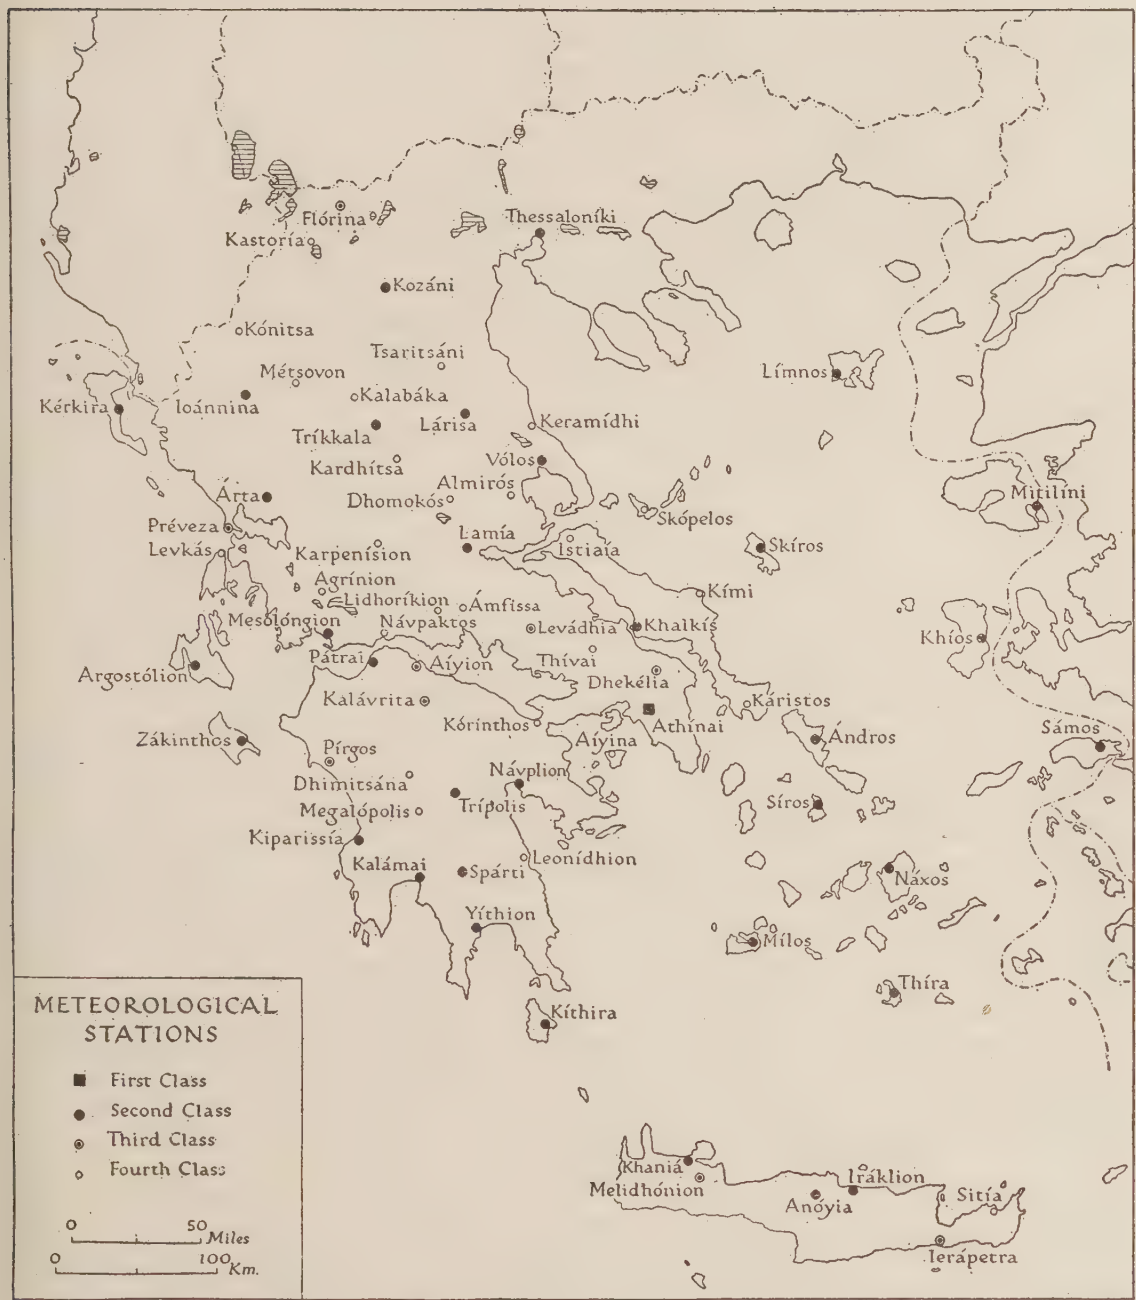 Flórina
Thessaloníki
Kastoría
Kozáni
Kónitsa
Tsaritsáni
Métsovon
Límnos
Kalabáka
Kérkira
Ioánnina
Lárisa
Keramídhi
Tríkkala
Kardhítsa
Vólos
Almirós
Árta
Dhomokós
Mitilíni
Skópelos
Préveza
Levkás
Lamía
Karpenísion
Istiaía
Skíros
Agrínion
Lidhoríkion
Ámfissa
Kími
Mesolóngion
Návpaktos
Levádhia
Khalkís
Khíos
Pátrai
Aíyion
Thívai
Argostólion
Dhekélia
Kalávrita
Káristos
Kórinthos
Athínai
Zákinthos
Aíyina
Ándros
Sámos
Pírgos
Návplion
Dhimitsána
Megalópolis
Trípolis
Síros
Kiparissía
Leonídhion
Kalámai
Spárti
Náxos
Yíthion
Mílos
Thíra
Kíthira
METEOROLOGICAL
STATIONS
First Class
Second Class
Third Class
Fourth Class
0 50
Miles
0 100
Km.
Khaniá
Melidhónion
Iráklion
Anóyia
Sitía
Ierápetra